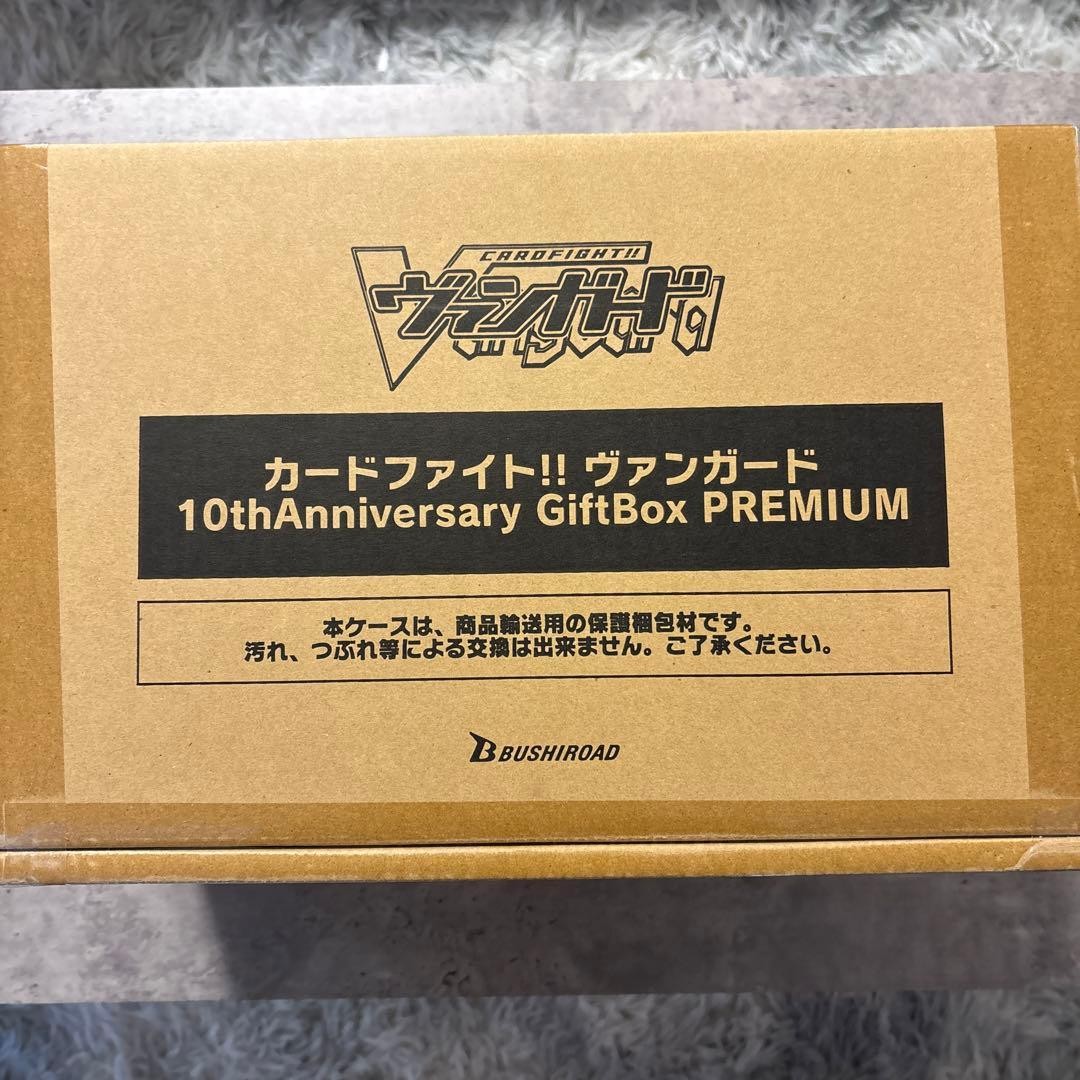 CARDFIGHT!!
ヴァンガード
Vanguard
カードファイト!! ヴァンガード
10thAnniversary GiftBox PREMIUM
本ケースは、商品輸送用の保護梱包材です。
汚れ、つぶれ等による交換は出来ません。ご了承ください。
BUSHIROAD